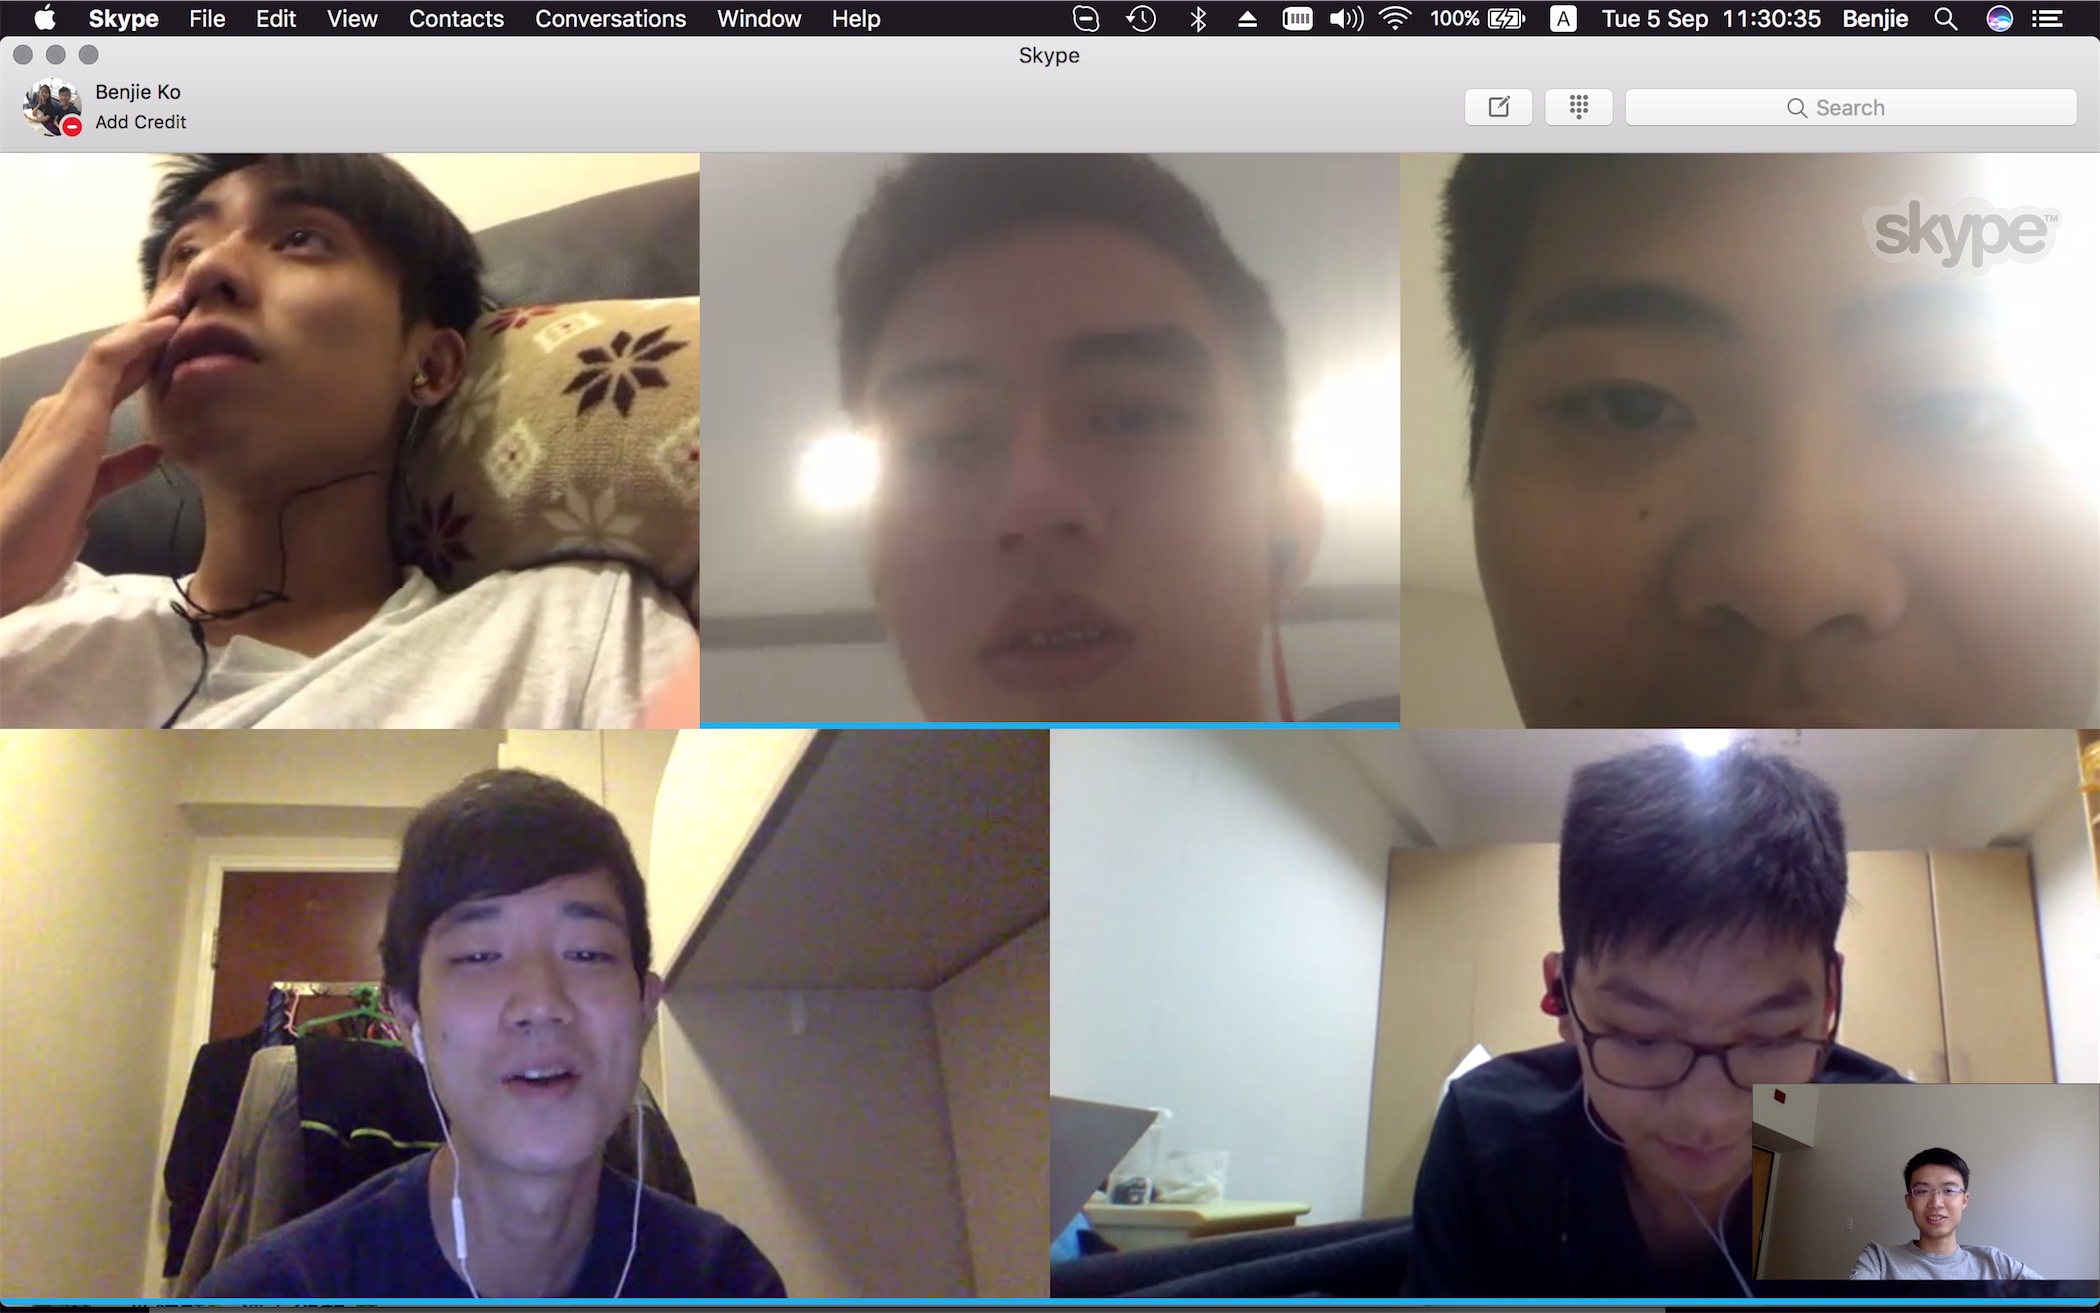 Skype File Edit View Contacts Conversations Window Help 100% A Tue 5 Sep 11:30:35 Benjie
Skype
Benjie Ko
Add Credit
Search
skype™